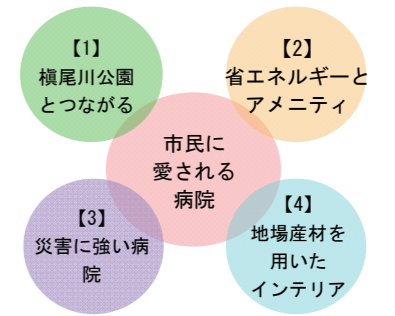 【1】
槇尾川公園
とつながる
【2】
省エネルギーと
アメニティ
市民に
愛される
病院
【3】
災害に強い病
院
【4】
地場産材を
用いた
インテリア